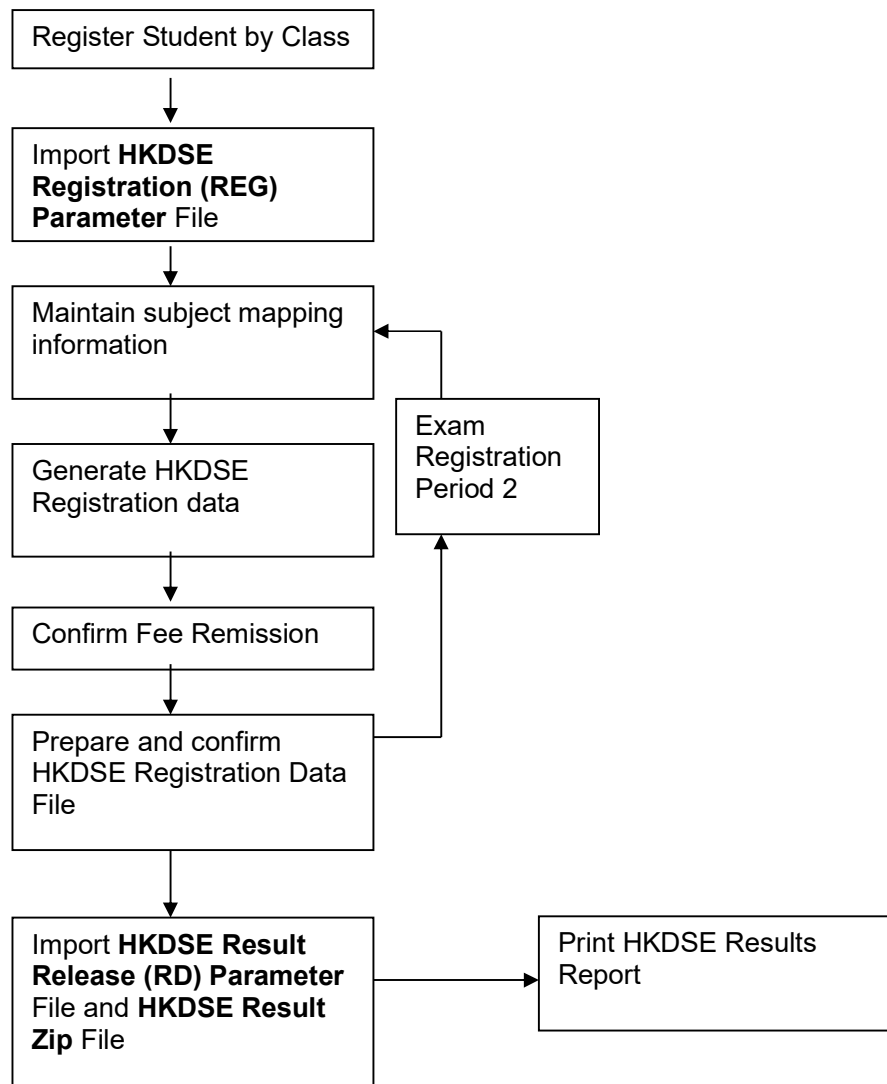 Register Student by Class
Import HKDSE
Registration (REG)
Parameter File
Maintain subject mapping
information
Exam
Registration
Period 2
Generate HKDSE
Registration data
Confirm Fee Remission
Prepare and confirm
HKDSE Registration Data
File
Import HKDSE Result
Release (RD) Parameter
File and HKDSE Result
Zip File
Print HKDSE Results
Report